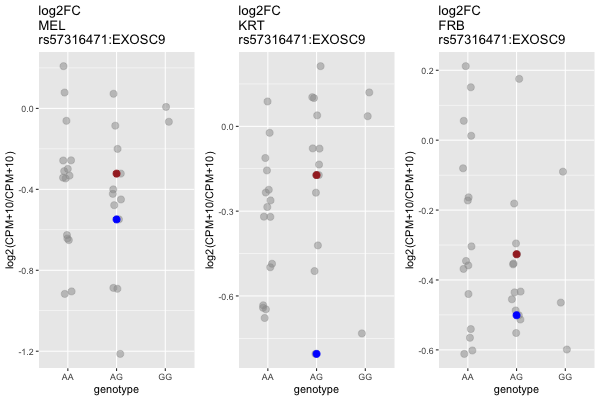 log2FC
MEL
rs57316471:EXOSC9
log2(CPM+10/CPM+10)
0.0
-0.4
-0.8
-1.2
AA AG GG
genotype
log2FC
KRT
rs57316471:EXOSC9
log2(CPM+10/CPM+10)
0.0
-0.3
-0.6
AA AG GG
genotype
log2FC
FRB
rs57316471:EXOSC9
log2(CPM+10/CPM+10)
0.2
0.0
-0.2
-0.4
-0.6
AA AG GG
genotype